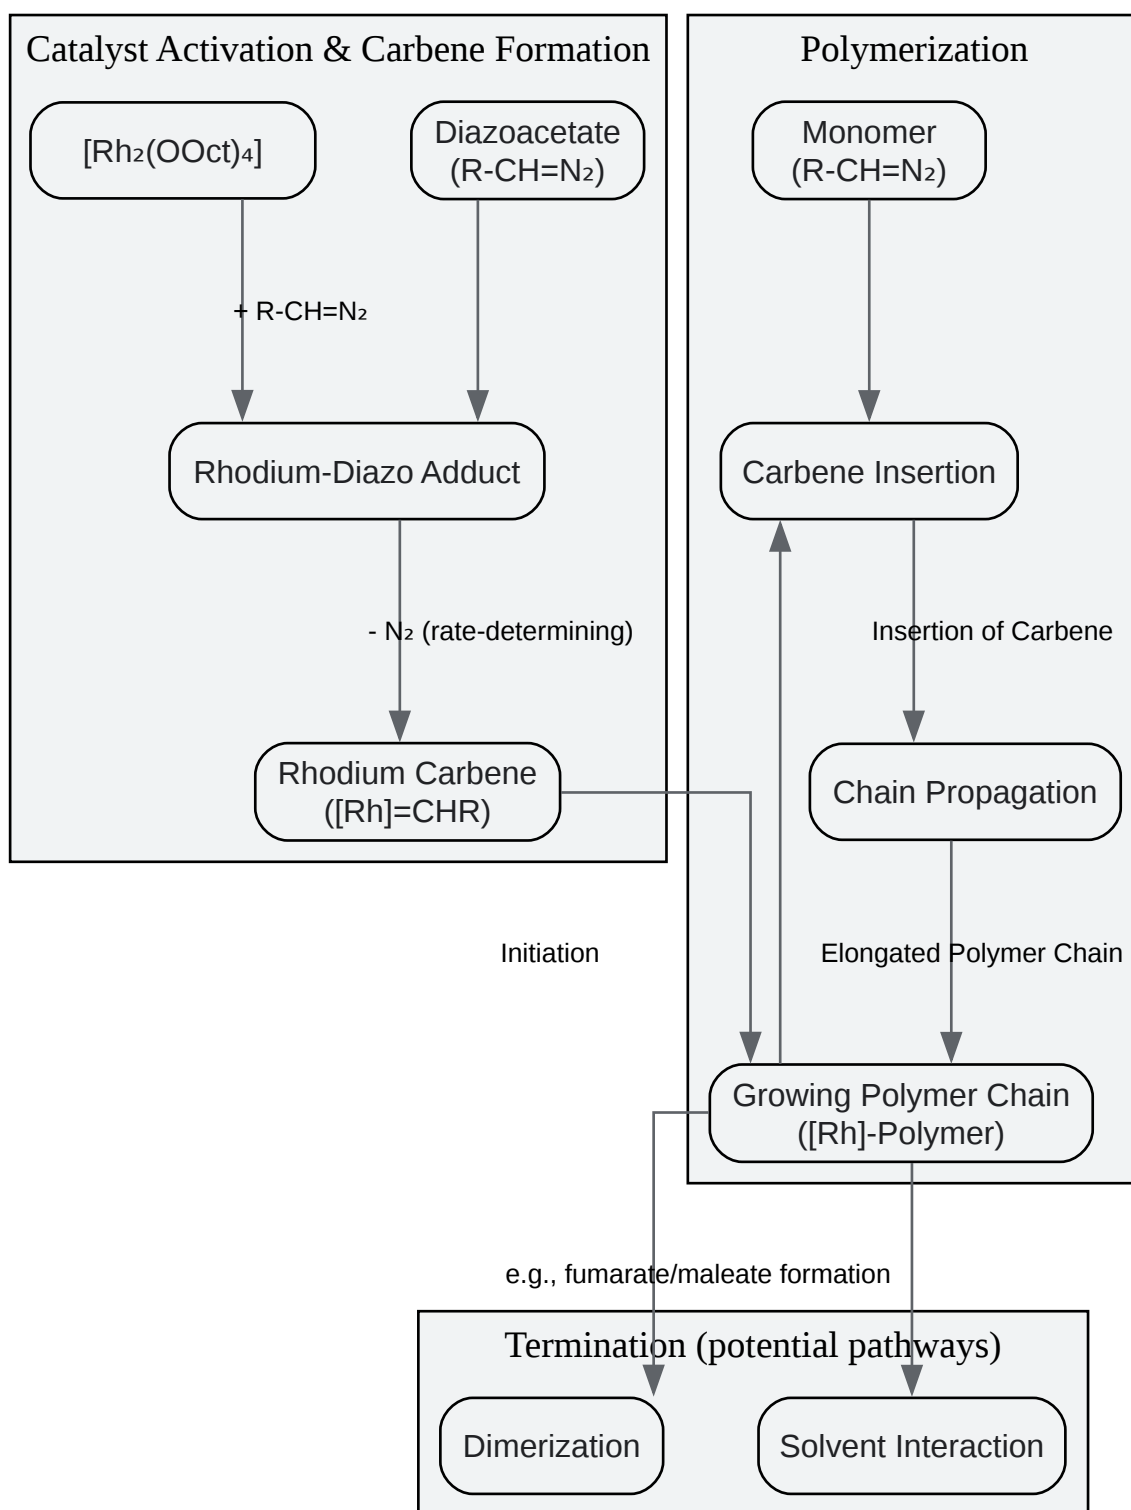 Catalyst Activation & Carbene Formation
[Rh₂(OOct)₄]
Diazoacetate
(R-CH=N₂)
+ R-CH=N₂
Rhodium-Diazo Adduct
- N₂ (rate-determining)
Rhodium Carbene
([Rh]=CHR)
Initiation
Polymerization
Monomer
(R-CH=N₂)
Carbene Insertion
Insertion of Carbene
Chain Propagation
Elongated Polymer Chain
Growing Polymer Chain
([Rh]-Polymer)
e.g., fumarate/maleate formation
Termination (potential pathways)
Dimerization
Solvent Interaction